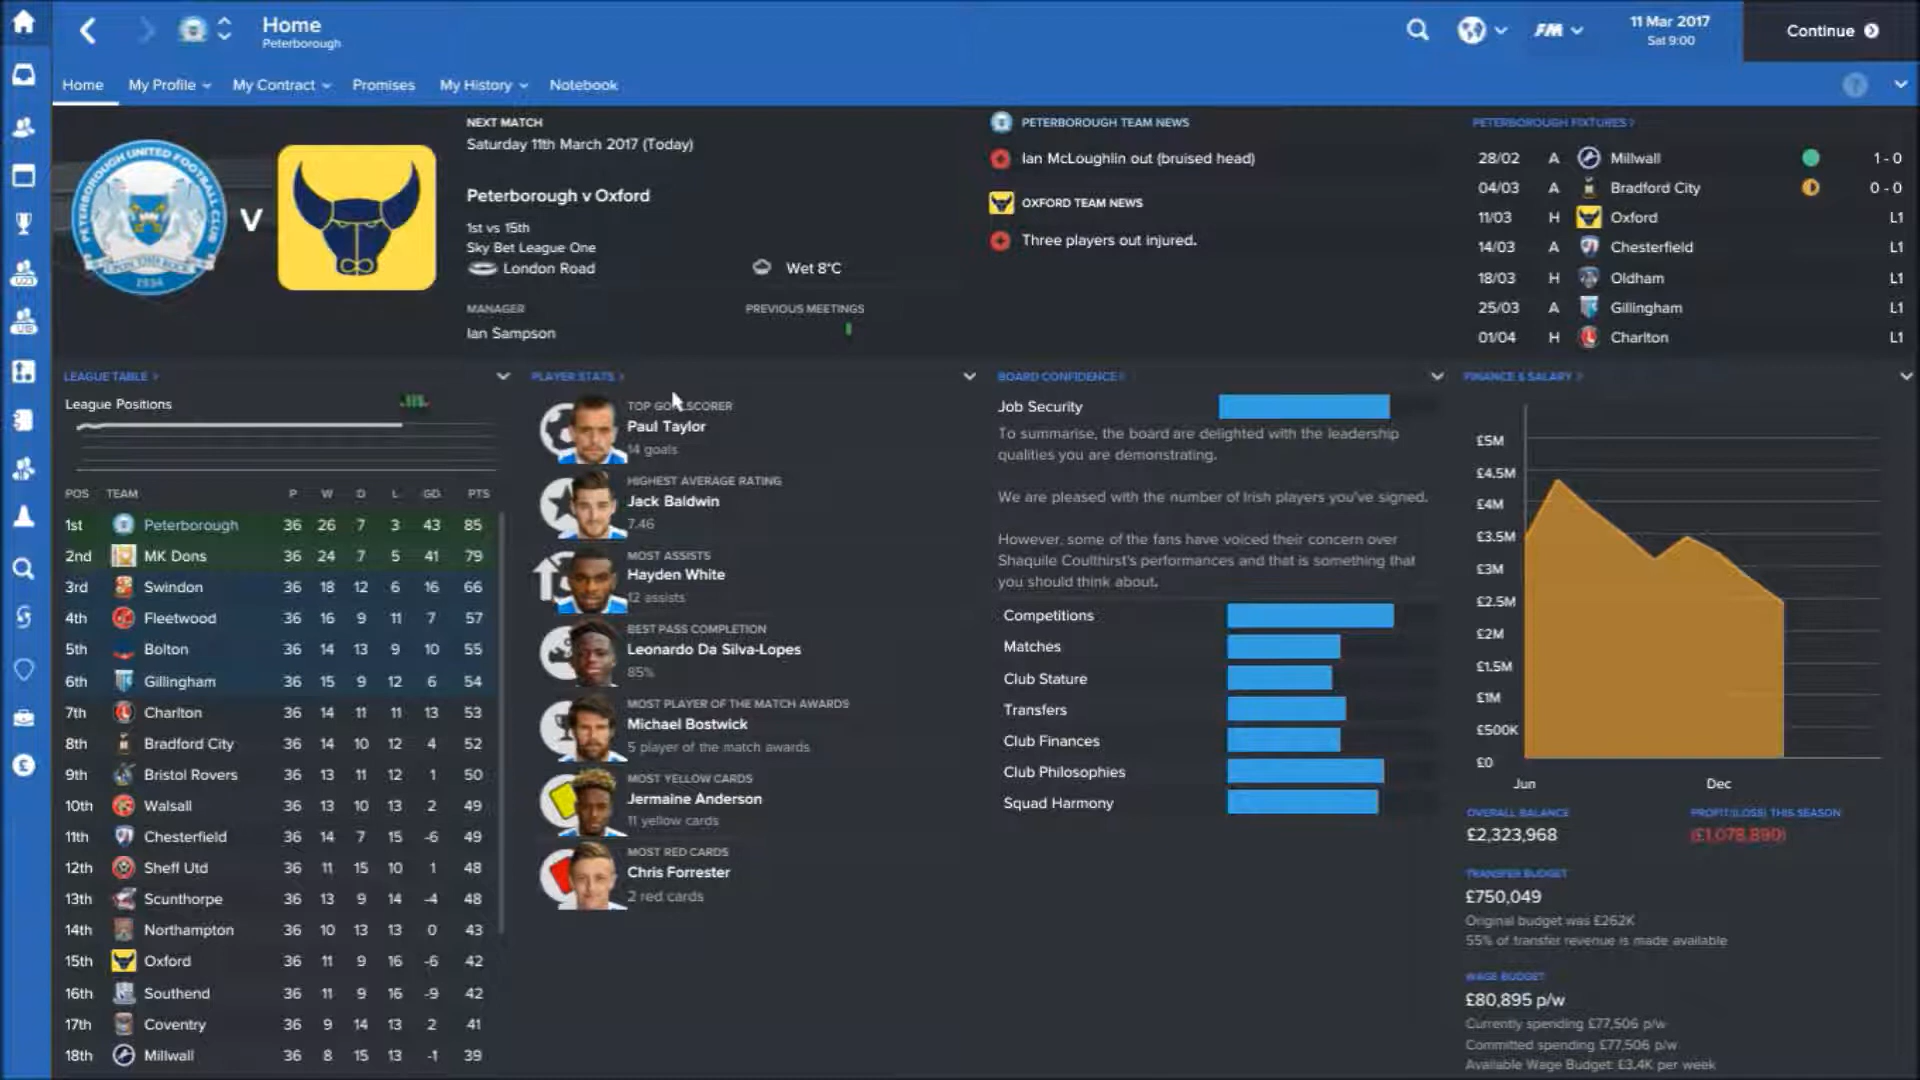 Home
Peterborough
11 Mar 2017
Sat 9:00
Continue
FM
Home
My Profile
My Contract
Promises
My History
Notebook
PETERBOROUGH UNITED FOOTBALL CLUB
UPON THIS ROCK
1934
V
NEXT MATCH
Saturday 11th March 2017 (Today)
Peterborough v Oxford
1st vs 15th
Sky Bet League One
London Road
Wet 8°C
MANAGER
Ian Sampson
PREVIOUS MEETINGS
PETERBOROUGH TEAM NEWS
Ian McLoughlin out (bruised head)
OXFORD TEAM NEWS
Three players out injured.
PETERBOROUGH FIXTURES >
28/02 A Millwall 1 - 0
04/03 A Bradford City 0 - 0
11/03 H Oxford L1
14/03 A Chesterfield L1
18/03 H Oldham L1
25/03 A Gillingham L1
01/04 H Charlton L1
U23
U18
LEAGUE TABLE >
League Positions
POS TEAM P W D L GD PTS
1st Peterborough 36 26 7 3 43 85
2nd MK Dons 36 24 7 5 41 79
3rd Swindon 36 18 12 6 16 66
4th Fleetwood 36 16 9 11 7 57
5th Bolton 36 14 13 9 10 55
6th Gillingham 36 15 9 12 6 54
7th Charlton 36 14 11 11 13 53
8th Bradford City 36 14 10 12 4 52
9th Bristol Rovers 36 13 11 12 1 50
10th Walsall 36 13 10 13 2 49
11th Chesterfield 36 14 7 15 -6 49
12th Sheff Utd 36 11 15 10 1 48
13th Scunthorpe 36 13 9 14 -4 48
14th Northampton 36 10 13 13 0 43
15th Oxford 36 11 9 16 -6 42
16th Southend 36 11 9 16 -9 42
17th Coventry 36 9 14 13 2 41
18th Millwall 36 8 15 13 -1 39
PLAYER STATS >
TOP GOALSCORER
Paul Taylor
14 goals
HIGHEST AVERAGE RATING
Jack Baldwin
7.46
MOST ASSISTS
Hayden White
12 assists
BEST PASS COMPLETION
Leonardo Da Silva-Lopes
85%
MOST PLAYER OF THE MATCH AWARDS
Michael Bostwick
5 player of the match awards
MOST YELLOW CARDS
Jermaine Anderson
11 yellow cards
MOST RED CARDS
Chris Forrester
2 red cards
BOARD CONFIDENCE >
Job Security
To summarise, the board are delighted with the leadership
qualities you are demonstrating.
We are pleased with the number of Irish players you've signed.
However, some of the fans have voiced their concern over
Shaquile Coulthirst's performances and that is something that
you should think about.
Competitions
Matches
Club Stature
Transfers
Club Finances
Club Philosophies
Squad Harmony
FINANCE & SALARY >
£5M
£4.5M
£4M
£3.5M
£3M
£2.5M
£2M
£1.5M
£1M
£500K
£0
Jun Dec
OVERALL BALANCE
£2,323,968
PROFIT/(LOSS) THIS SEASON
(£1,078,890)
TRANSFER BUDGET
£750,049
Original budget was £262K
55% of transfer revenue is made available
WAGE BUDGET
£80,895 p/w
Currently spending £77,506 p/w
Committed spending £77,506 p/w
Available Wage Budget: £3.4K per week